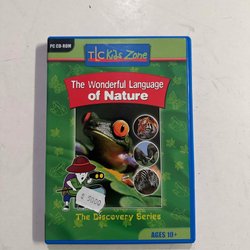 PC CD-ROM
TLC Kids Zone
The Wonderful Language
of Nature
The Discovery Series
AGES 10+